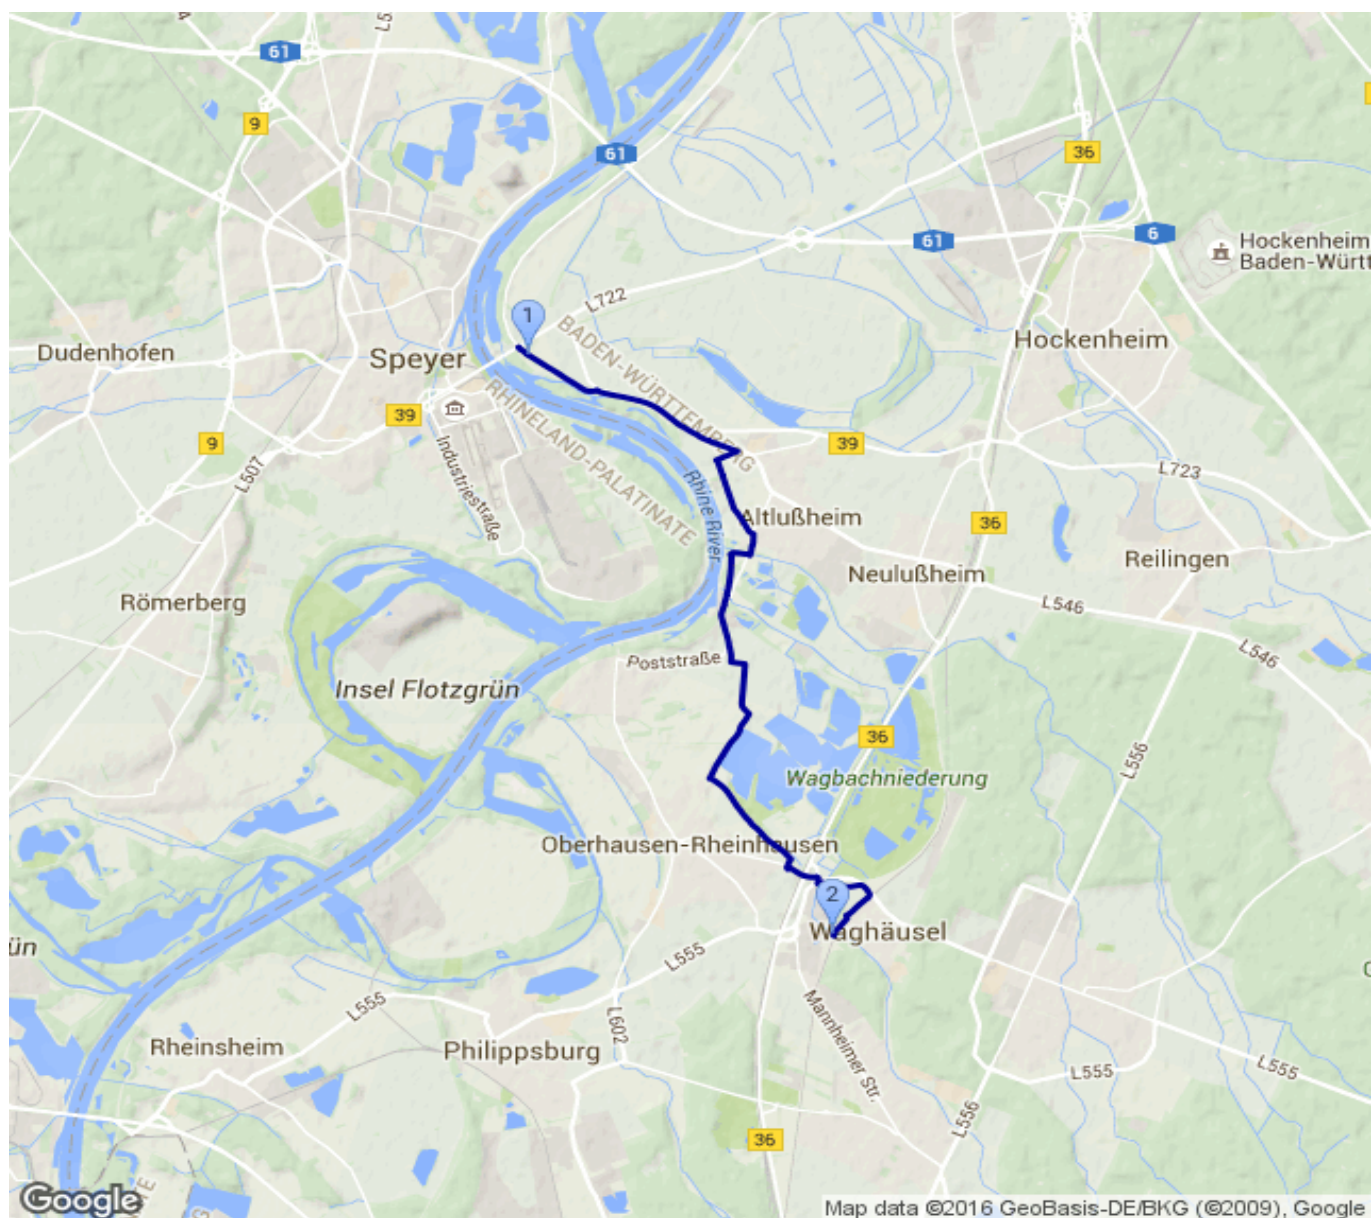 61
9
61
36
6
61
Hockenheim
Baden-Württ
L722
1
BADEN-WÜRTTEMBERG
Hockenheim
Dudenhofen
Speyer
RHINELAND-PALATINATE
39
9
39
L507
Industriestraße
L723
Rhine River
Altlußheim
36
Reilingen
Neulußheim
Römerberg
L546
L546
Poststraße
Insel Flotzgrün
36
L556
Wagbachniederung
Oberhausen-Rheinhausen
2
Waghäusel
ün
L555
L555
L602
Mannheimer Str.
Rheinsheim
Philippsburg
L555
L555
L556
36
Google
Map data ©2016 GeoBasis-DE/BKG (©2009), Google